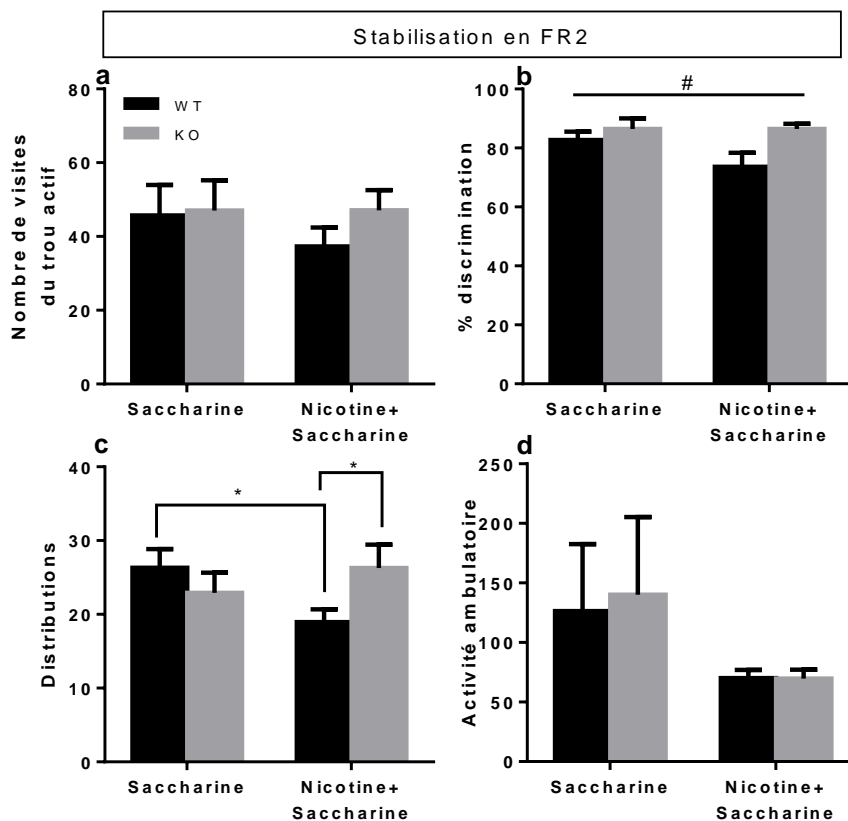 Stabilisation en FR2
a
Nombre de visites
du trou actif
80
60
40
20
0
WT
KO
Saccharine
Nicotine+
Saccharine
b
% discrimination
100
80
60
40
20
0
#
Saccharine
Nicotine+
Saccharine
c
Distributions
40
30
20
10
0
*
*
Saccharine
Nicotine+
Saccharine
d
Activité ambulatoire
250
200
150
100
50
0
Saccharine
Nicotine+
Saccharine